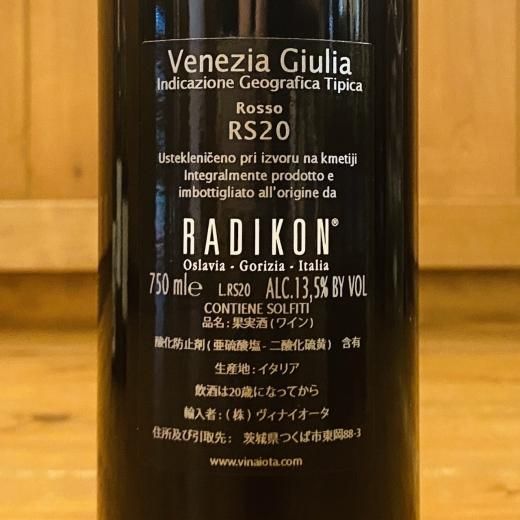 Venezia Giulia
Indicazione Geografica Tipica
Rosso
RS20
Ustekleničeno pri izvoru na kmetiji
Integralmente prodotto e
imbottigliato all'origine da
RADIKON®
Oslavia - Gorizia - Italia
750 ml e L.RS20 ALC.13,5% BY VOL
CONTIENE SOLFITI
品名:果実酒(ワイン)
酸化防止剤(亜硫酸塩-二酸化硫黄) 含有
生産地:イタリア
飲酒は20歳になってから
輸入者:(株)ヴィナイオータ
住所及び引取先: 茨城県つくば市東岡88-3
www.vinaiota.com